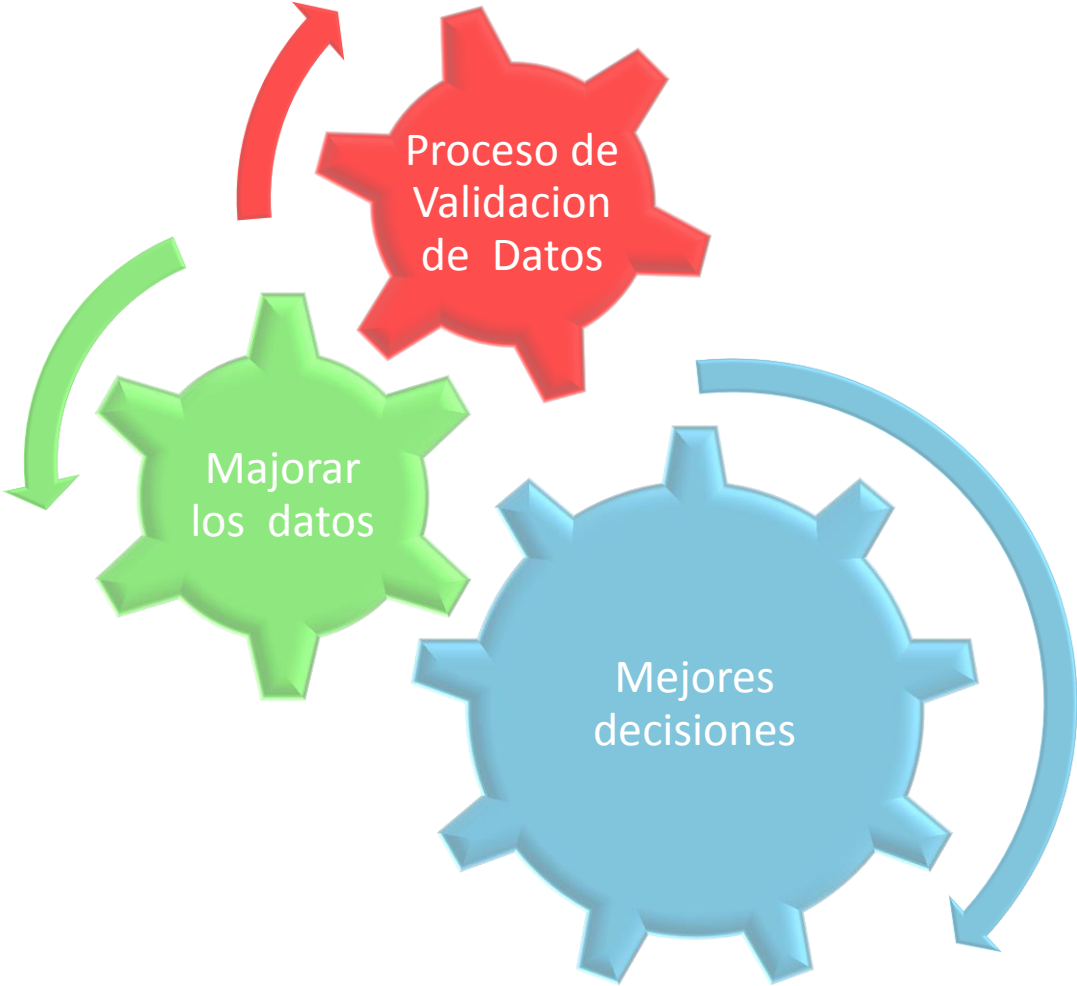 Proceso de
Validacion
de  Datos
Majorar
los  datos
Mejores
decisiones